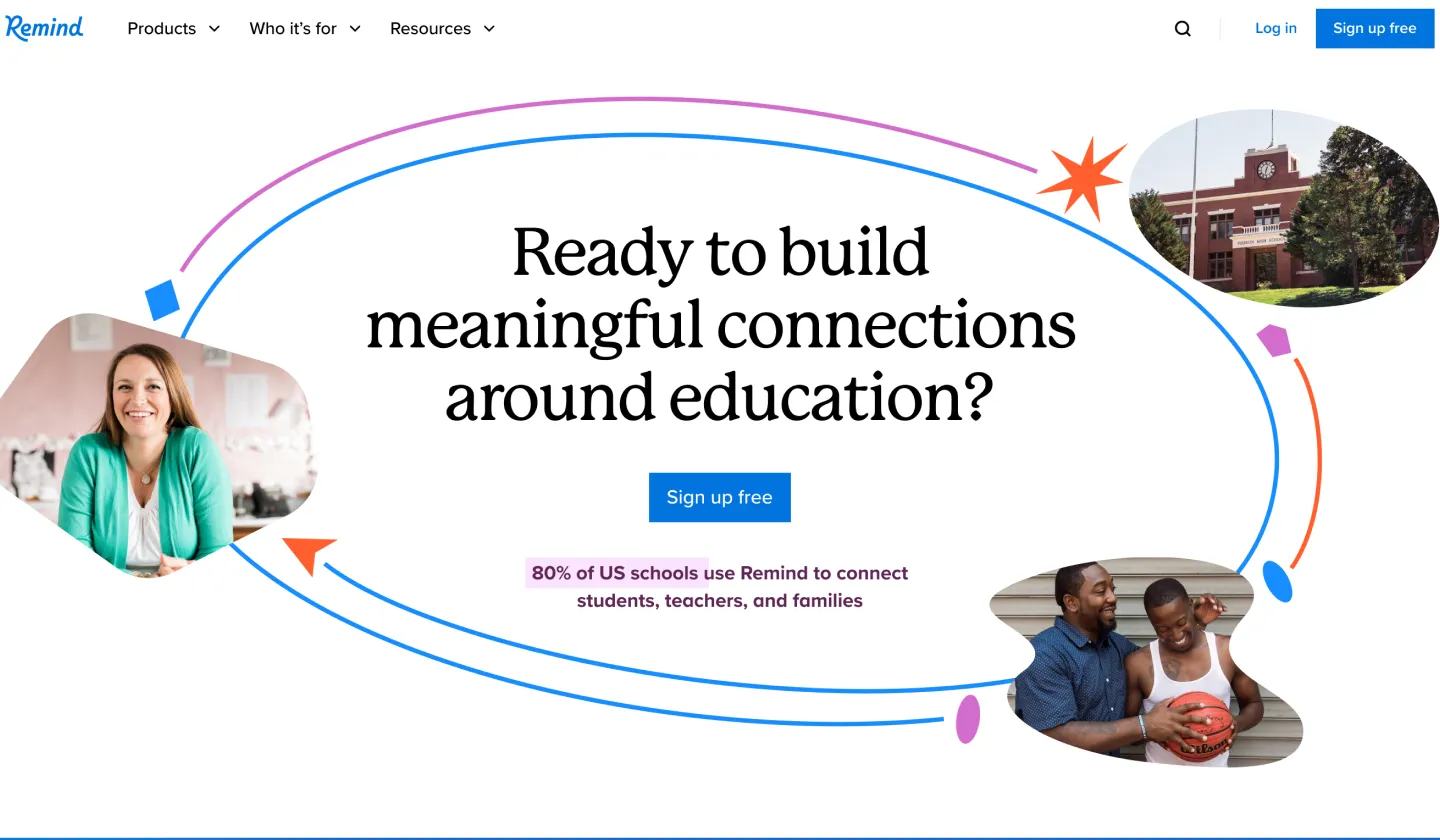 Remind
Products
Who it's for
Resources
Log in
Sign up free
Ready to build
meaningful connections
around education?
Sign up free
80% of US schools use Remind to connect
students, teachers, and families
Wilson